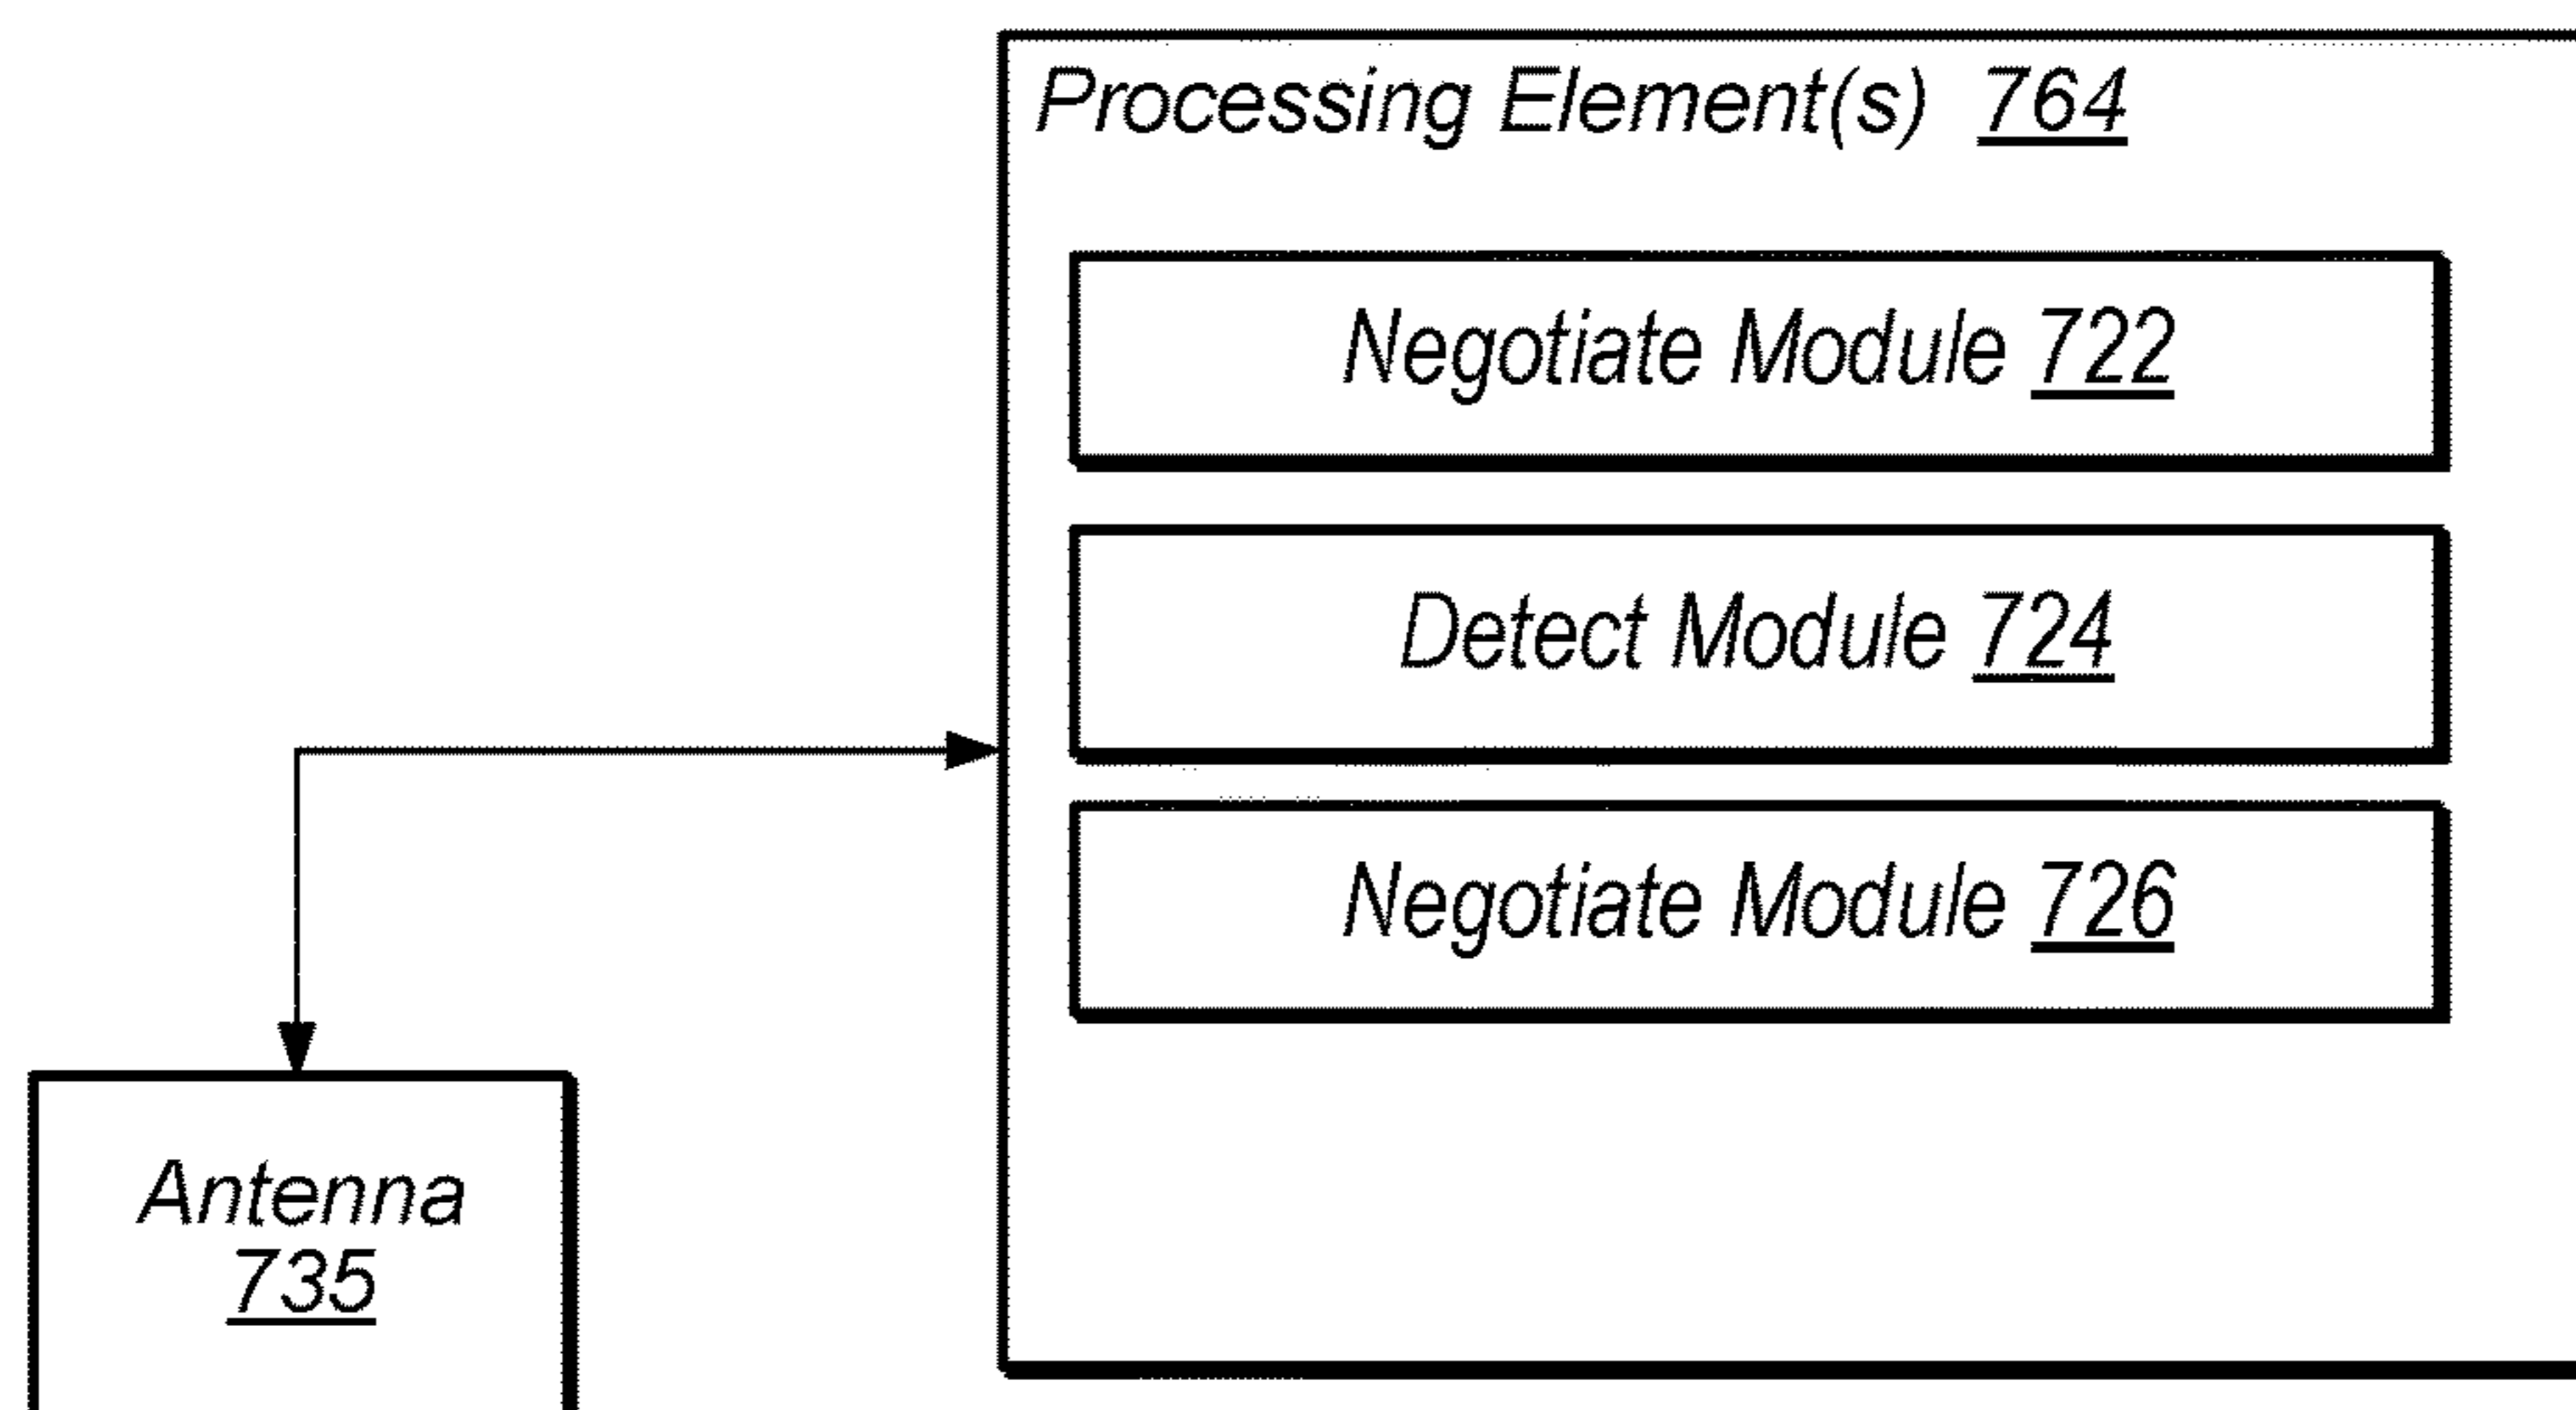 Processing Element(s) 764
Negotiate Module 722
Detect Module 724
Negotiate Module 726
Antenna
735